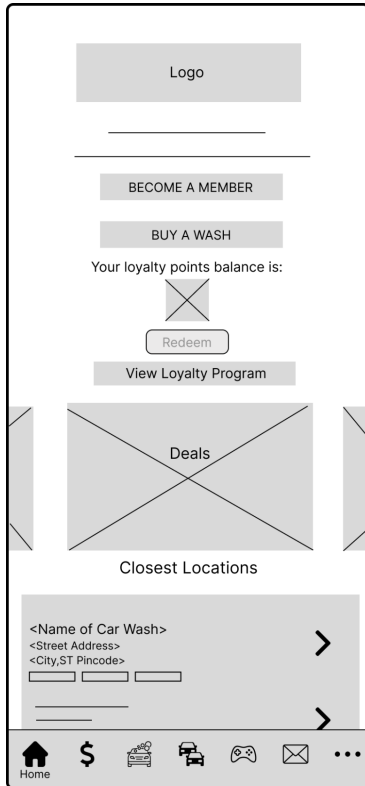 Logo
BECOME A MEMBER
BUY A WASH
Your loyalty points balance is:
Redeem
View Loyalty Program
Deals
Closest Locations
<Name of Car Wash>
<Street Address>
<City,ST Pincode>
$
Home